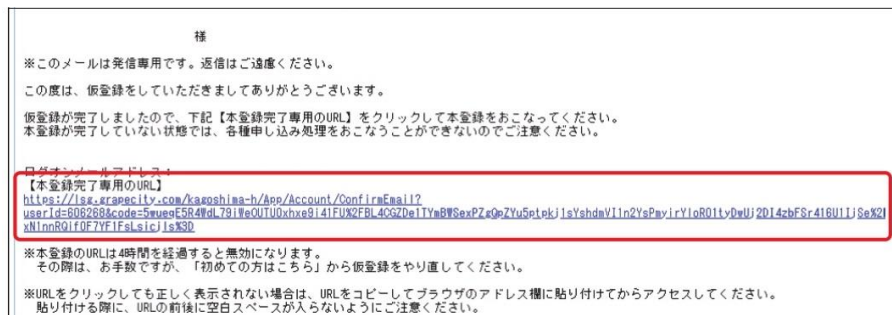 様
※このメールは発信専用です。返信はご遠慮ください。
この度は、仮登録をしていただきましてありがとうございます。
仮登録が完了しましたので、下記【本登録完了専用のURL】をクリックして本登録をおこなってください。
本登録が完了していない状態では、各種申し込み処理をおこなうことができないのでご注意ください。
ログオンメールアドレス：
【本登録完了専用のURL】
https://lsg.grapecity.com/kagoshima-h/App/Account/ConfirmEmail?
※本登録のURLは4時間を経過すると無効になります。
その際は、お手数ですが、「初めての方はこちら」から仮登録をやり直してください。
※URLをクリックしても正しく表示されない場合は、URLをコピーしてブラウザのアドレス欄に貼り付けてからアクセスしてください。
貼り付ける際に、URLの前後に空白スペースが入らないようにご注意ください。